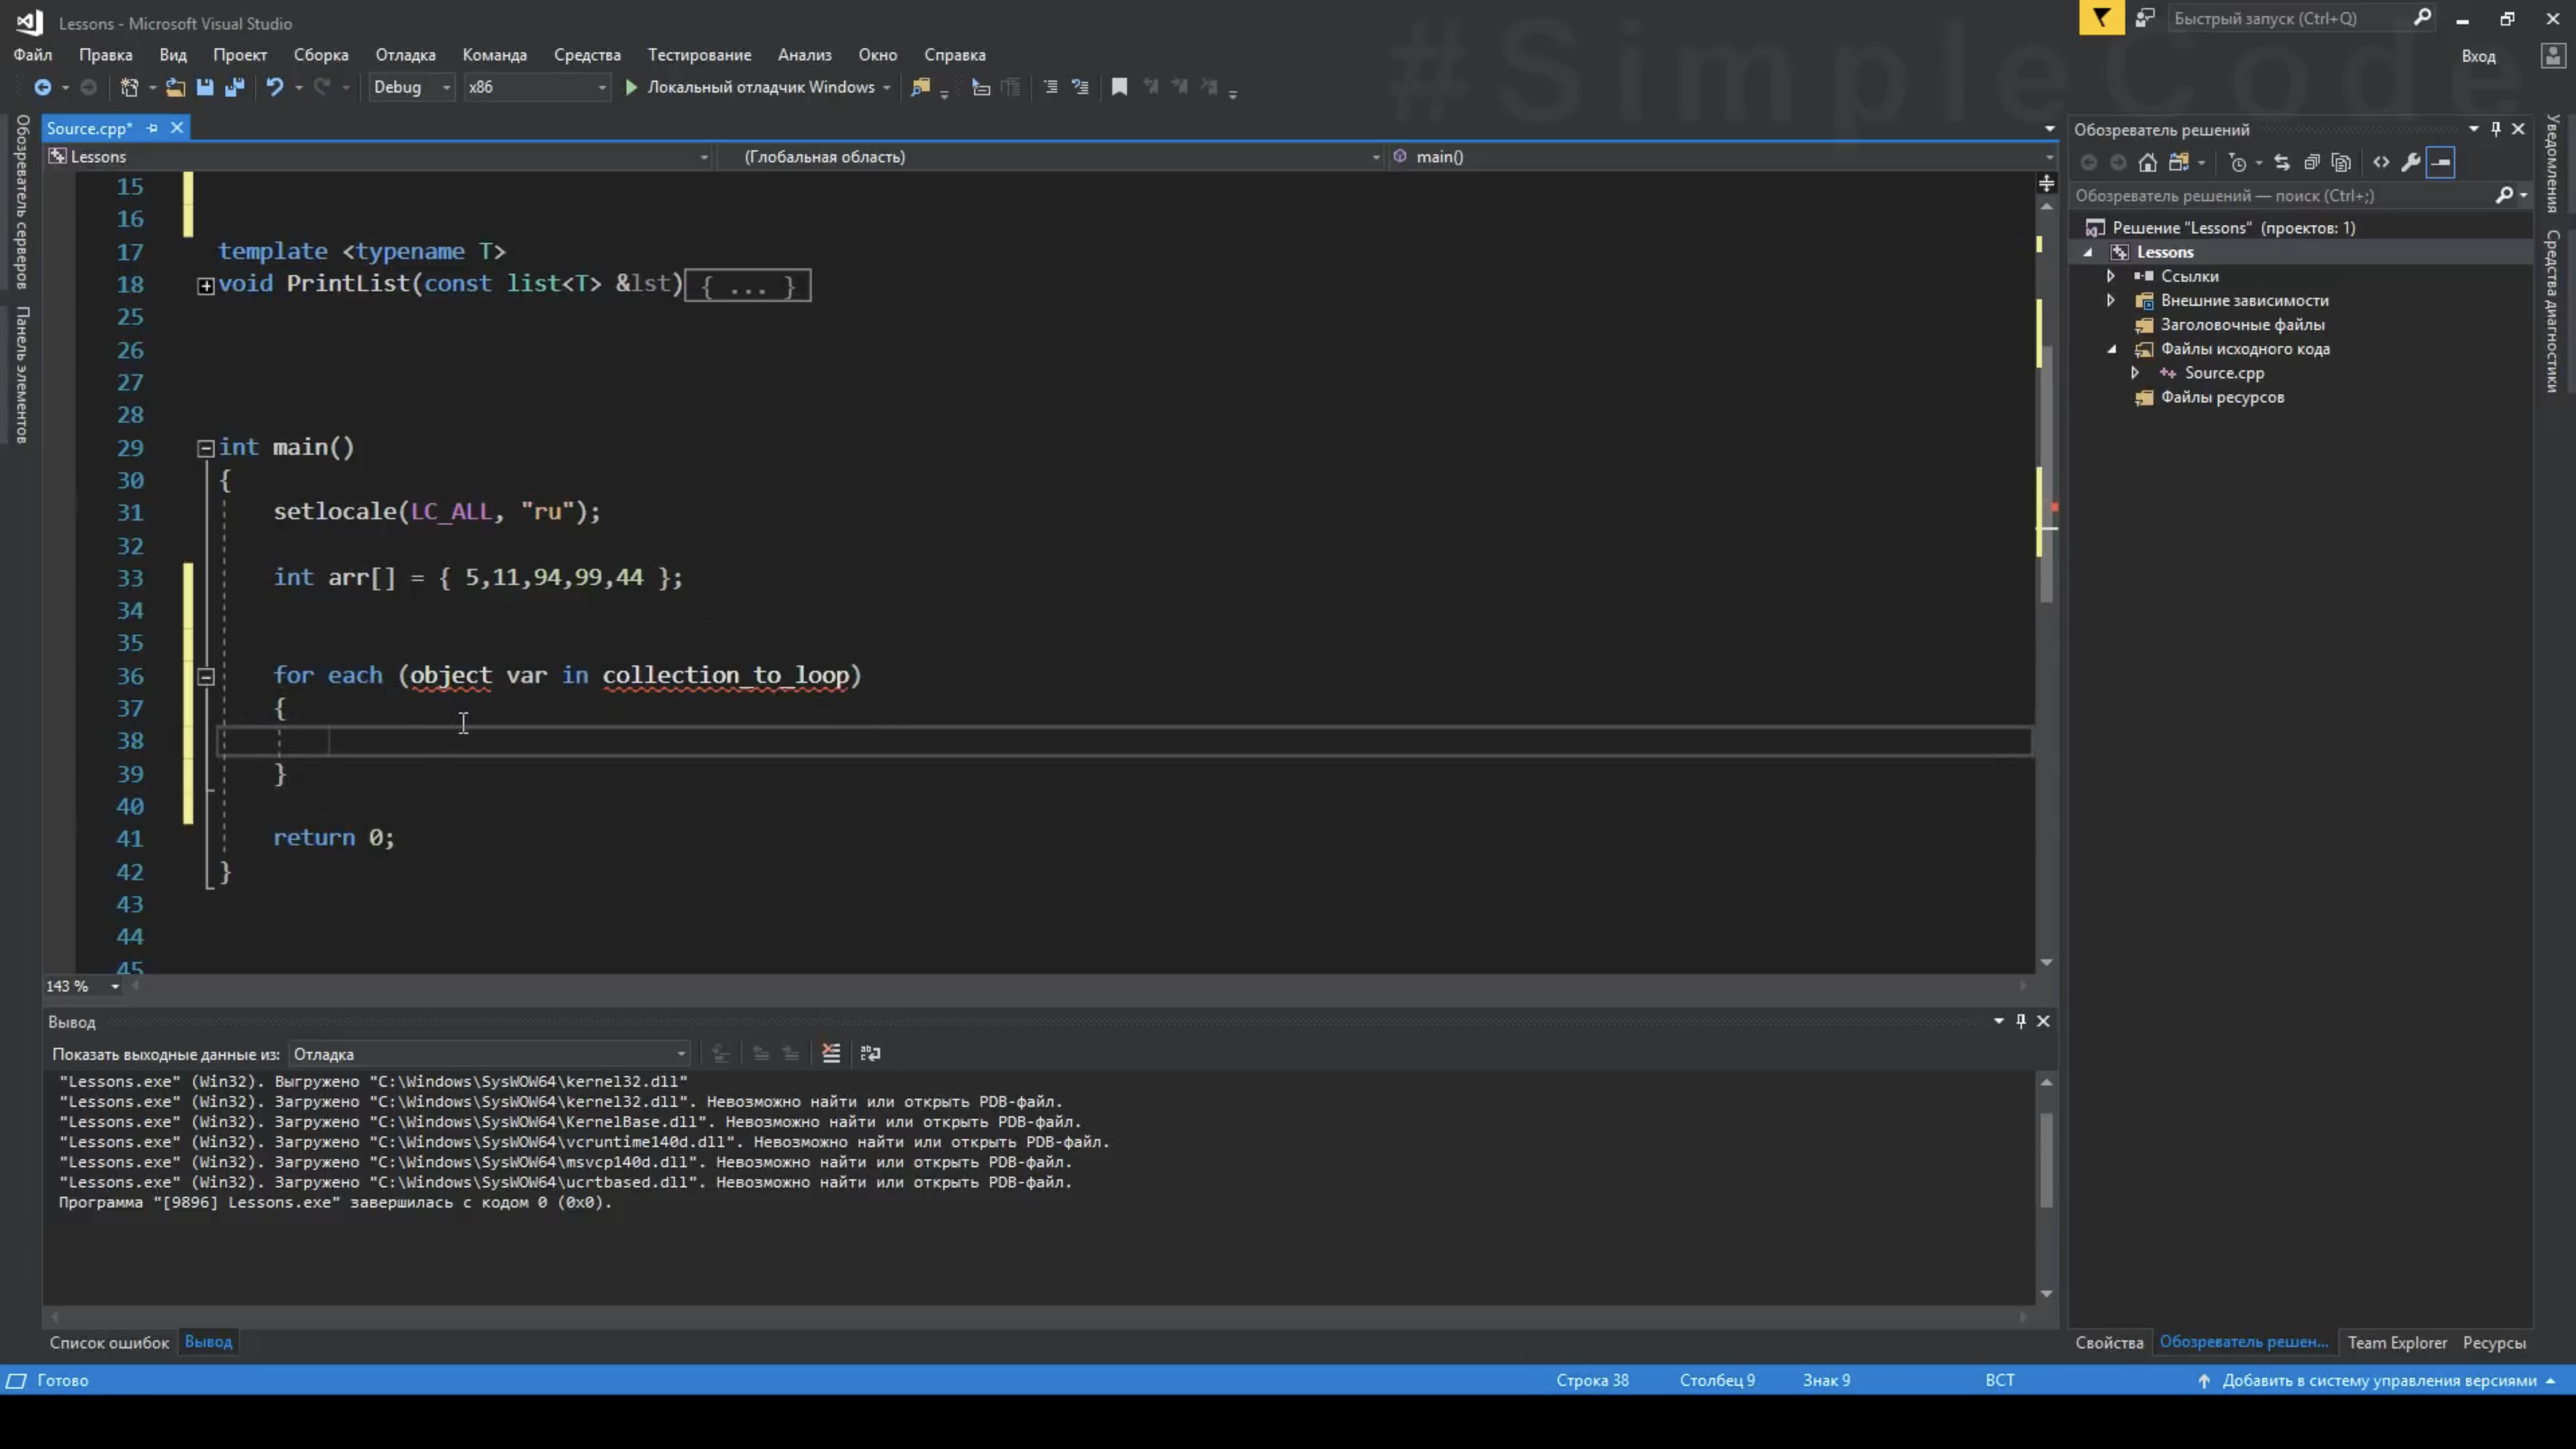 Lessons - Microsoft Visual Studio
#SimpleCode
Быстрый запуск (Ctrl+Q)
Файл Правка Вид Проект Сборка Отладка Команда Средства Тестирование Анализ Окно Справка
Вход
Debug x86 Локальный отладчик Windows
Обозреватель серверов
Панель элементов
Source.cpp*
Lessons (Глобальная область) main()
15
16
17 template <typename T>
18 void PrintList(const list<T> &lst){ ... }
25
26
27
28
29 int main()
30 {
31 setlocale(LC_ALL, "ru");
32
33 int arr[] = { 5,11,94,99,44 };
34
35
36 for each (object var in collection_to_loop)
37 {
38
39 }
40
41 return 0;
42 }
43
44
45
143 %
Вывод
Показать выходные данные из: Отладка
"Lessons.exe" (Win32). Выгружено "C:\Windows\SysWOW64\kernel32.dll"
"Lessons.exe" (Win32). Загружено "C:\Windows\SysWOW64\kernel32.dll". Невозможно найти или открыть PDB-файл.
"Lessons.exe" (Win32). Загружено "C:\Windows\SysWOW64\KernelBase.dll". Невозможно найти или открыть PDB-файл.
"Lessons.exe" (Win32). Загружено "C:\Windows\SysWOW64\vcruntime140d.dll". Невозможно найти или открыть PDB-файл.
"Lessons.exe" (Win32). Загружено "C:\Windows\SysWOW64\msvcp140d.dll". Невозможно найти или открыть PDB-файл.
"Lessons.exe" (Win32). Загружено "C:\Windows\SysWOW64\ucrtbased.dll". Невозможно найти или открыть PDB-файл.
Программа "[9896] Lessons.exe" завершилась с кодом 0 (0x0).
Список ошибок Вывод
Обозреватель решений
Обозреватель решений — поиск (Ctrl+;)
Решение "Lessons" (проектов: 1)
Lessons
Ссылки
Внешние зависимости
Заголовочные файлы
Файлы исходного кода
Source.cpp
Файлы ресурсов
Уведомления
Средства диагностики
Свойства Обозреватель решен... Team Explorer Ресурсы
Готово Строка 38 Столбец 9 Знак 9 ВСТ Добавить в систему управления версиями